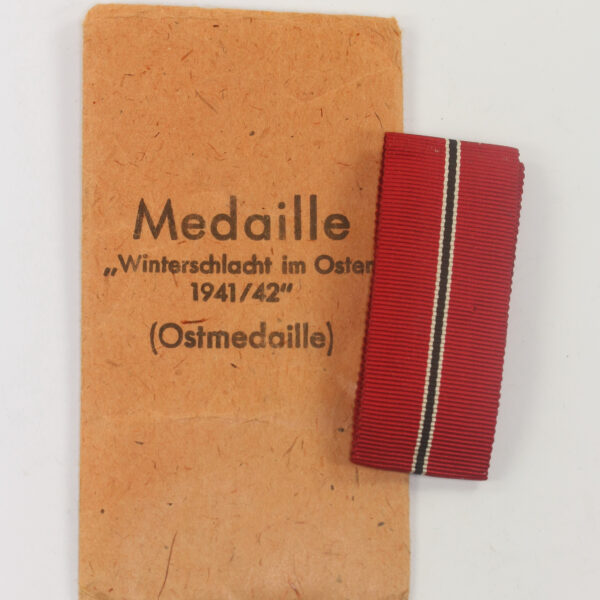 Medaille
„Winterschlacht im Osten
1941/42"
(Ostmedaille)